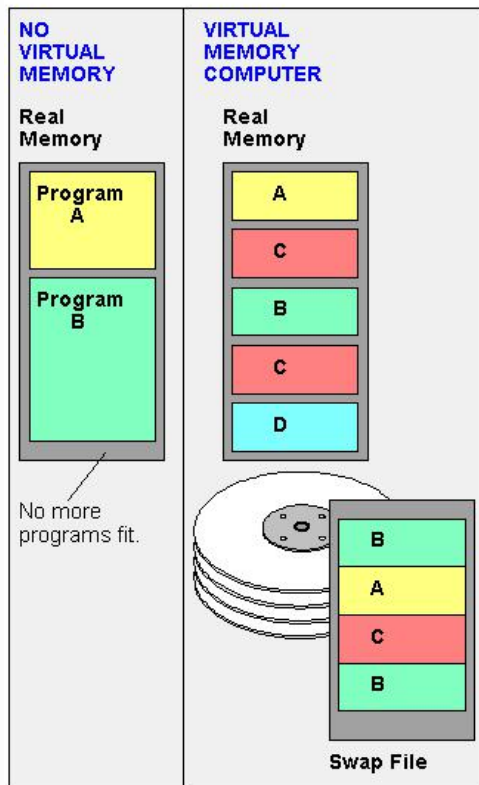 NO
VIRTUAL
MEMORY
Real
Memory
Program
A
Program
B
No more
programs fit.
VIRTUAL
MEMORY
COMPUTER
Real
Memory
A
C
B
C
D
B
A
C
B
Swap File